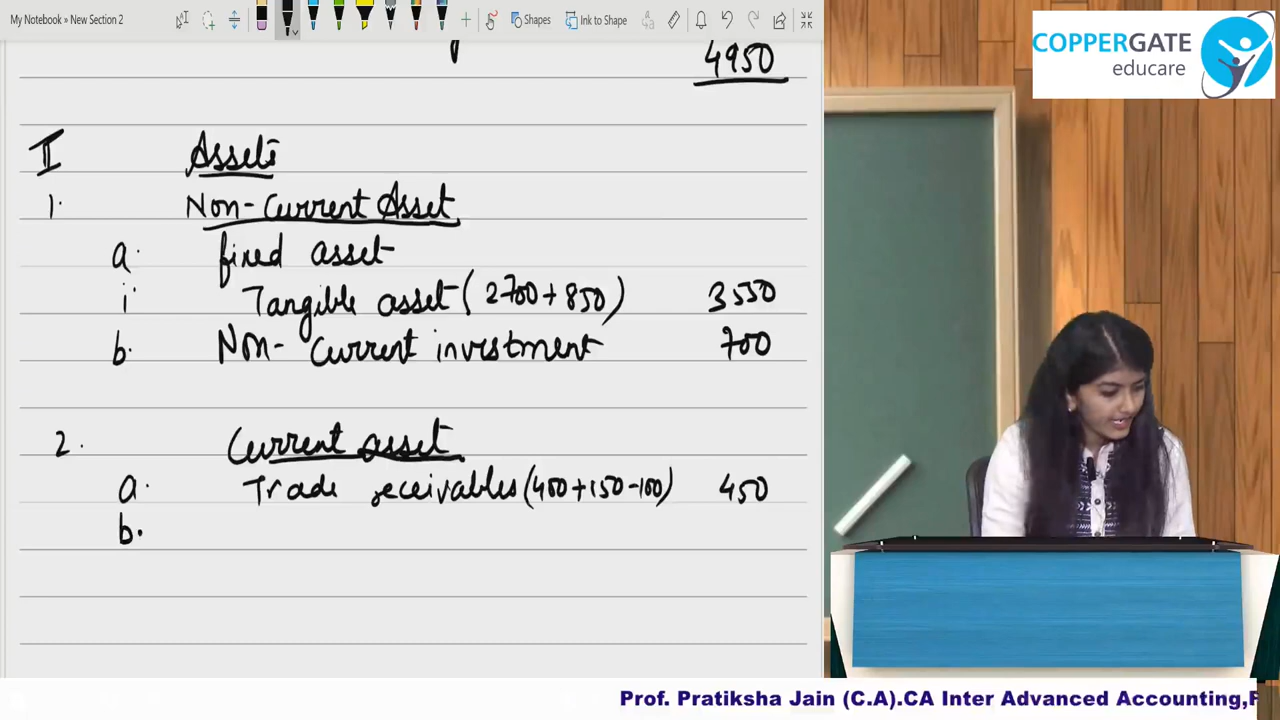 My Notebook » New Section 2
Shapes
Ink to Shape
COPPERGATE
educare
4950
II Assets
1. Non-Current Asset
a. fixed asset
i Tangible asset (2700+850) 3550
b. Non-Current investment 700
2. Current asset
a. Trade receivables (400+150-100) 450
b.
Prof. Pratiksha Jain (C.A).CA Inter Advanced Accounting,F